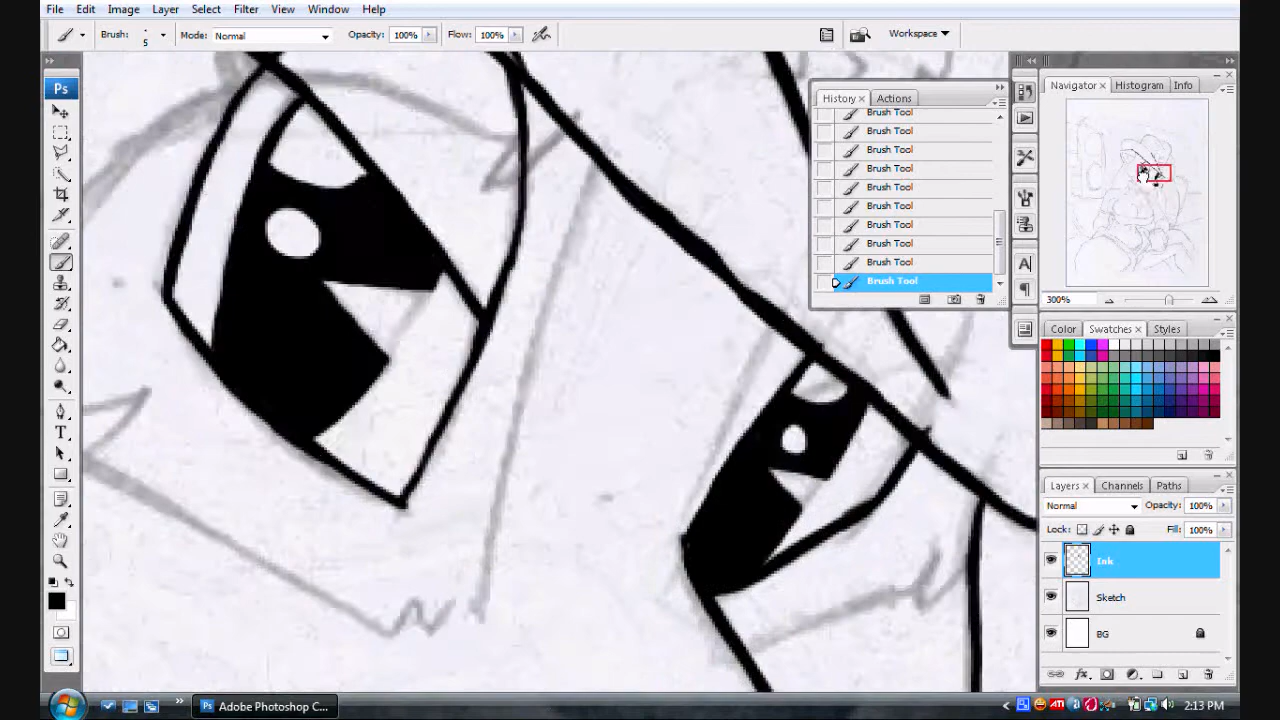 File Edit Image Layer Select Filter View Window Help
Brush: 5 Mode: Normal Opacity: 100% Flow: 100% Workspace
Ps
History Actions
Brush Tool
Brush Tool
Brush Tool
Brush Tool
Brush Tool
Brush Tool
Brush Tool
Brush Tool
Brush Tool
Brush Tool
Navigator Histogram Info
300%
Color Swatches Styles
Layers Channels Paths
Normal Opacity: 100%
Lock: Fill: 100%
Ink
Sketch
BG
T
A
Ps Adobe Photoshop C...
ATI
2:13 PM